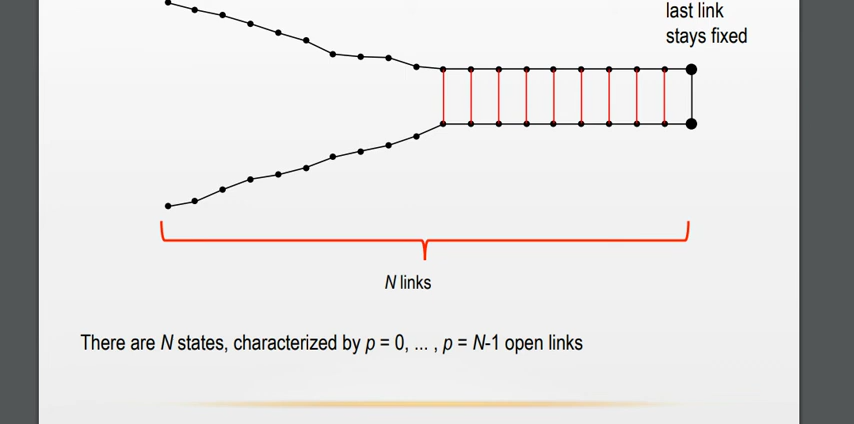 last link
stays fixed
N links
There are N states, characterized by p = 0, ... , p = N-1 open links